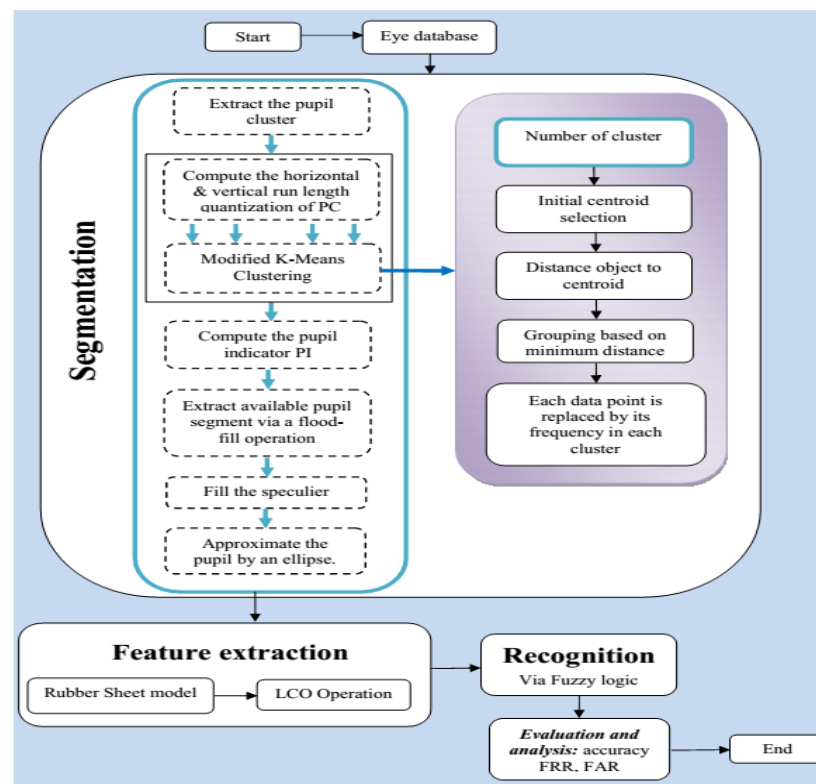 Start
Eye database
Segmentation
Extract the pupil
cluster
Compute the horizontal
& vertical run length
quantization of PC
Modified K-Means
Clustering
Compute the pupil
indicator PI
Extract available pupil
segment via a flood-
fill operation
Fill the speculier
Approximate the
pupil by an ellipse.
Number of cluster
Initial centroid
selection
Distance object to
centroid
Grouping based on
minimum distance
Each data point is
replaced by its
frequency in each
cluster
Feature extraction
Rubber Sheet model
LCO Operation
Recognition
Via Fuzzy logic
Evaluation and
analysis: accuracy
FRR, FAR
End